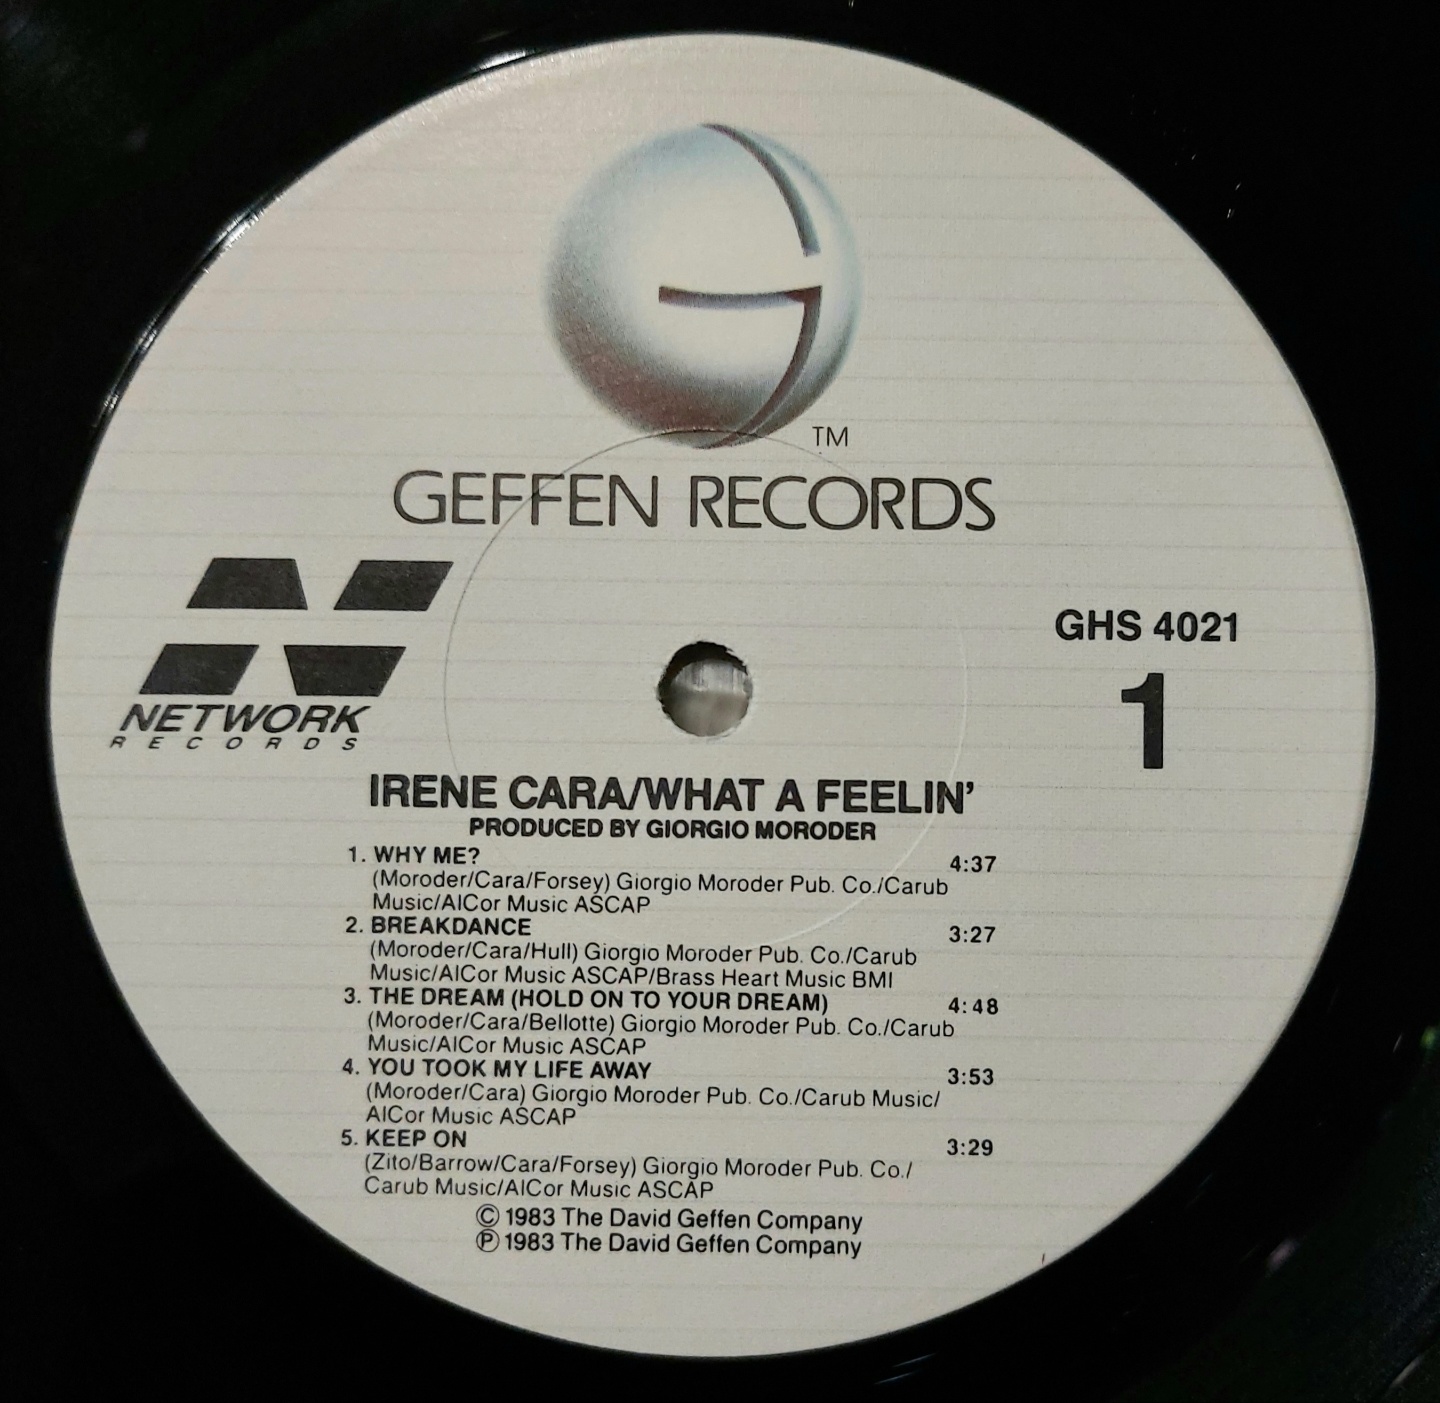 TM
GEFFEN RECORDS
NETWORK
RECORDS
GHS 4021
1
IRENE CARA/WHAT A FEELIN'
PRODUCED BY GIORGIO MORODER
1. WHY ME? 4:37
(Moroder/Cara/Forsey) Giorgio Moroder Pub. Co./Carub
Music/AlCor Music ASCAP
2. BREAKDANCE 3:27
(Moroder/Cara/Hull) Giorgio Moroder Pub. Co./Carub
Music/AlCor Music ASCAP/Brass Heart Music BMI
3. THE DREAM (HOLD ON TO YOUR DREAM) 4:48
(Moroder/Cara/Bellotte) Giorgio Moroder Pub. Co./Carub
Music/AlCor Music ASCAP
4. YOU TOOK MY LIFE AWAY 3:53
(Moroder/Cara) Giorgio Moroder Pub. Co./Carub Music/
AlCor Music ASCAP
5. KEEP ON 3:29
(Zito/Barrow/Cara/Forsey) Giorgio Moroder Pub. Co./
Carub Music/AlCor Music ASCAP
© 1983 The David Geffen Company
℗ 1983 The David Geffen Company